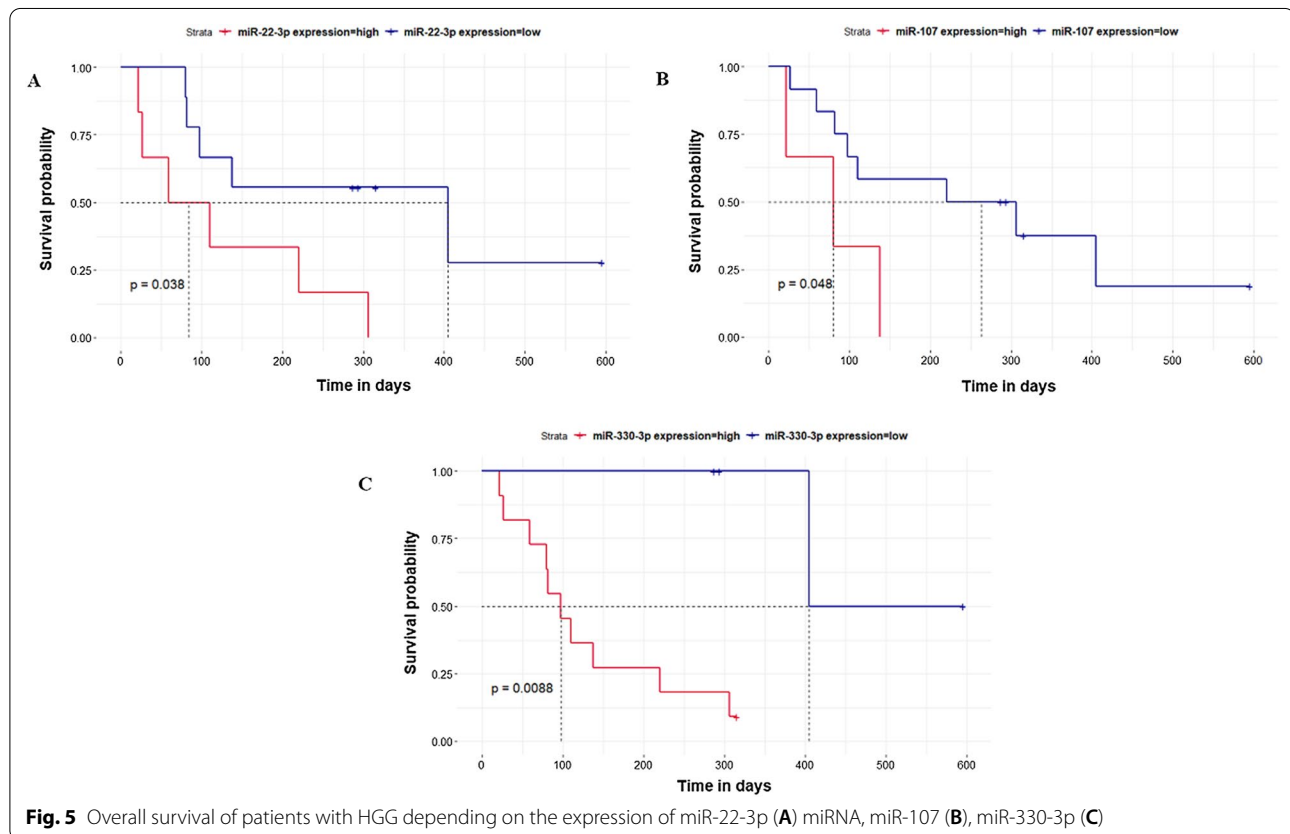 Strata miR-22-3p expression=high miR-22-3p expression=low
A
Survival probability
1.00
0.75
0.50
0.25
0.00
p = 0.038
0 100 200 300 400 500 600
Time in days
Strata miR-107 expression=high miR-107 expression=low
B
Survival probability
1.00
0.75
0.50
0.25
0.00
p = 0.048
0 100 200 300 400 500 600
Time in days
Strata miR-330-3p expression=high miR-330-3p expression=low
C
Survival probability
1.00
0.75
0.50
0.25
0.00
p = 0.0088
0 100 200 300 400 500 600
Time in days
Fig. 5 Overall survival of patients with HGG depending on the expression of miR-22-3p (A) miRNA, miR-107 (B), miR-330-3p (C)